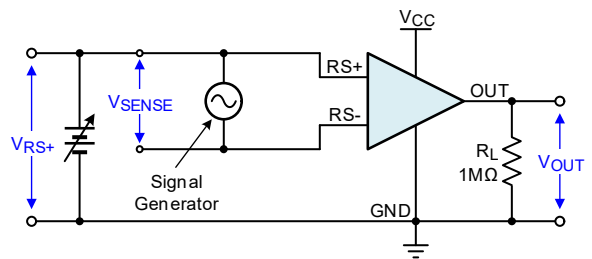 VCC
RS+
VSENSE
OUT
RS-
VRS+
RL
1MΩ
VOUT
Signal
Generator
GND